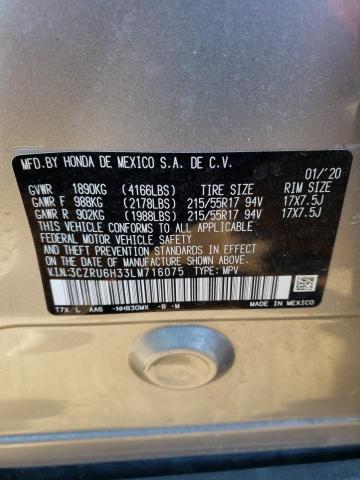 MFD.BY HONDA DE MEXICO S.A. DE C.V.
01/'20
GVWR 1890KG (4166LBS) TIRE SIZE RIM SIZE
GAWR F 988KG (2178LBS) 215/55R17 94V 17X7.5J
GAWR R 902KG (1988LBS) 215/55R17 94V 17X7.5J
THIS VEHICLE CONFORMS TO ALL APPLICABLE
FEDERAL MOTOR VEHICLE SAFETY, BUMPER,
AND THEFT PREVENTION STANDARDS IN EFFECT
ON THE DATE OF MANUFACTURE SHOWN ABOVE.
V.I.N:3CZRU6H33LM716075 TYPE: MPV
T7X L AA6 -NH830MX -B -M MADE IN MEXICO